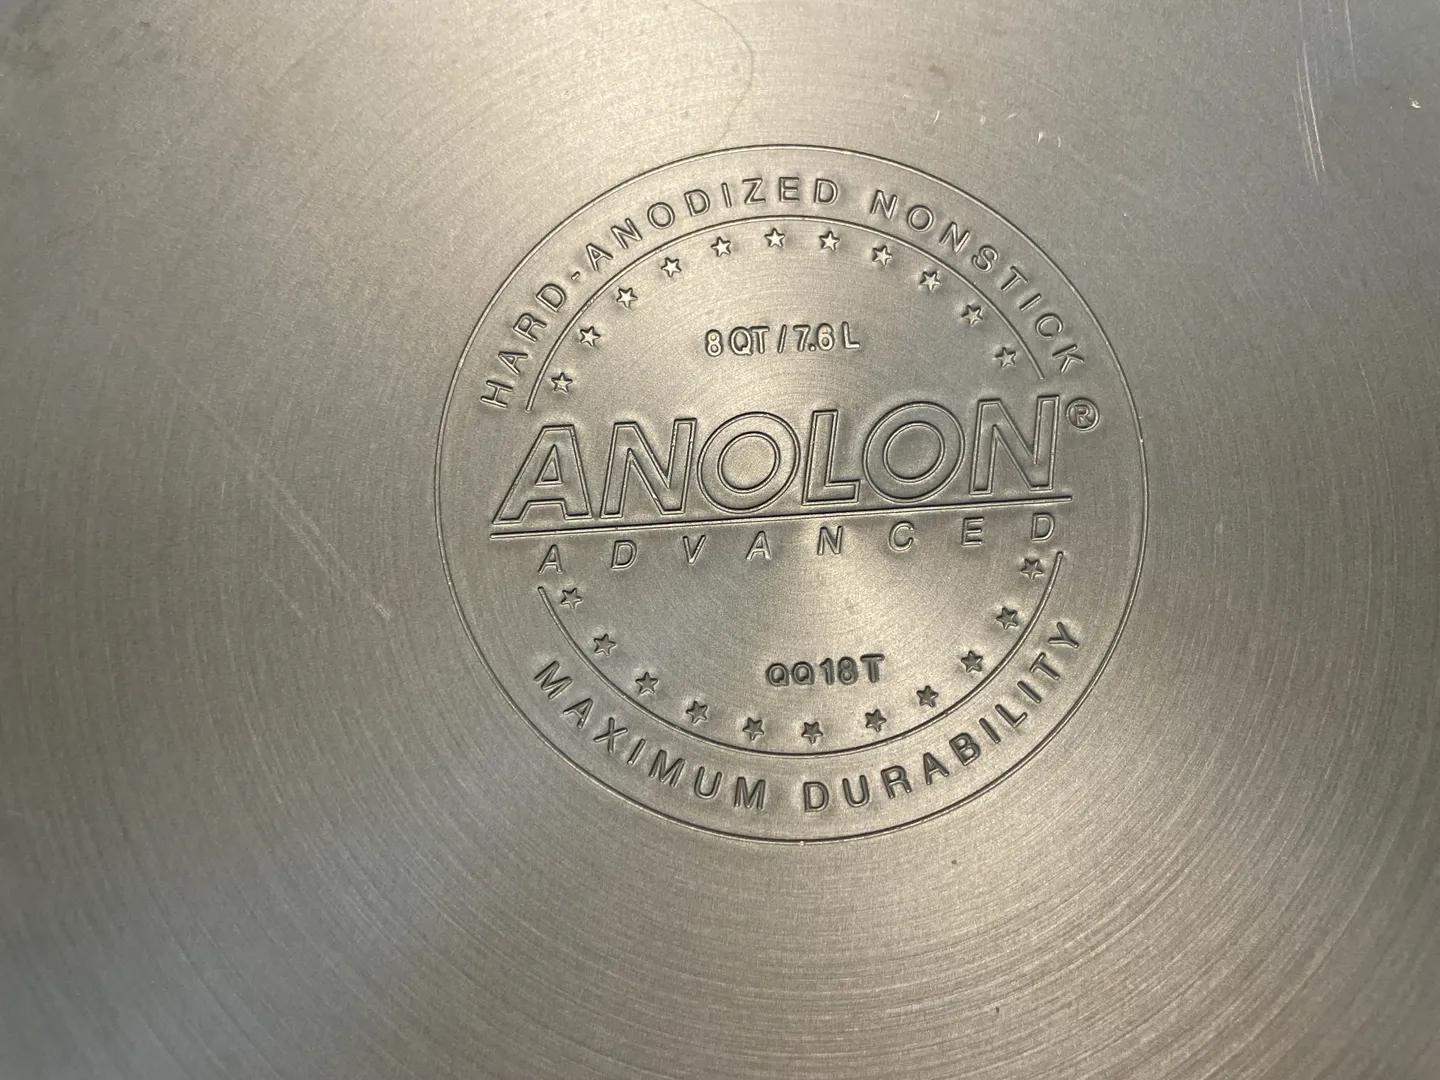 HARD-ANODIZED NONSTICK
8 QT / 7.6 L
ANOLON®
ADVANCED
QQ18T
MAXIMUM DURABILITY